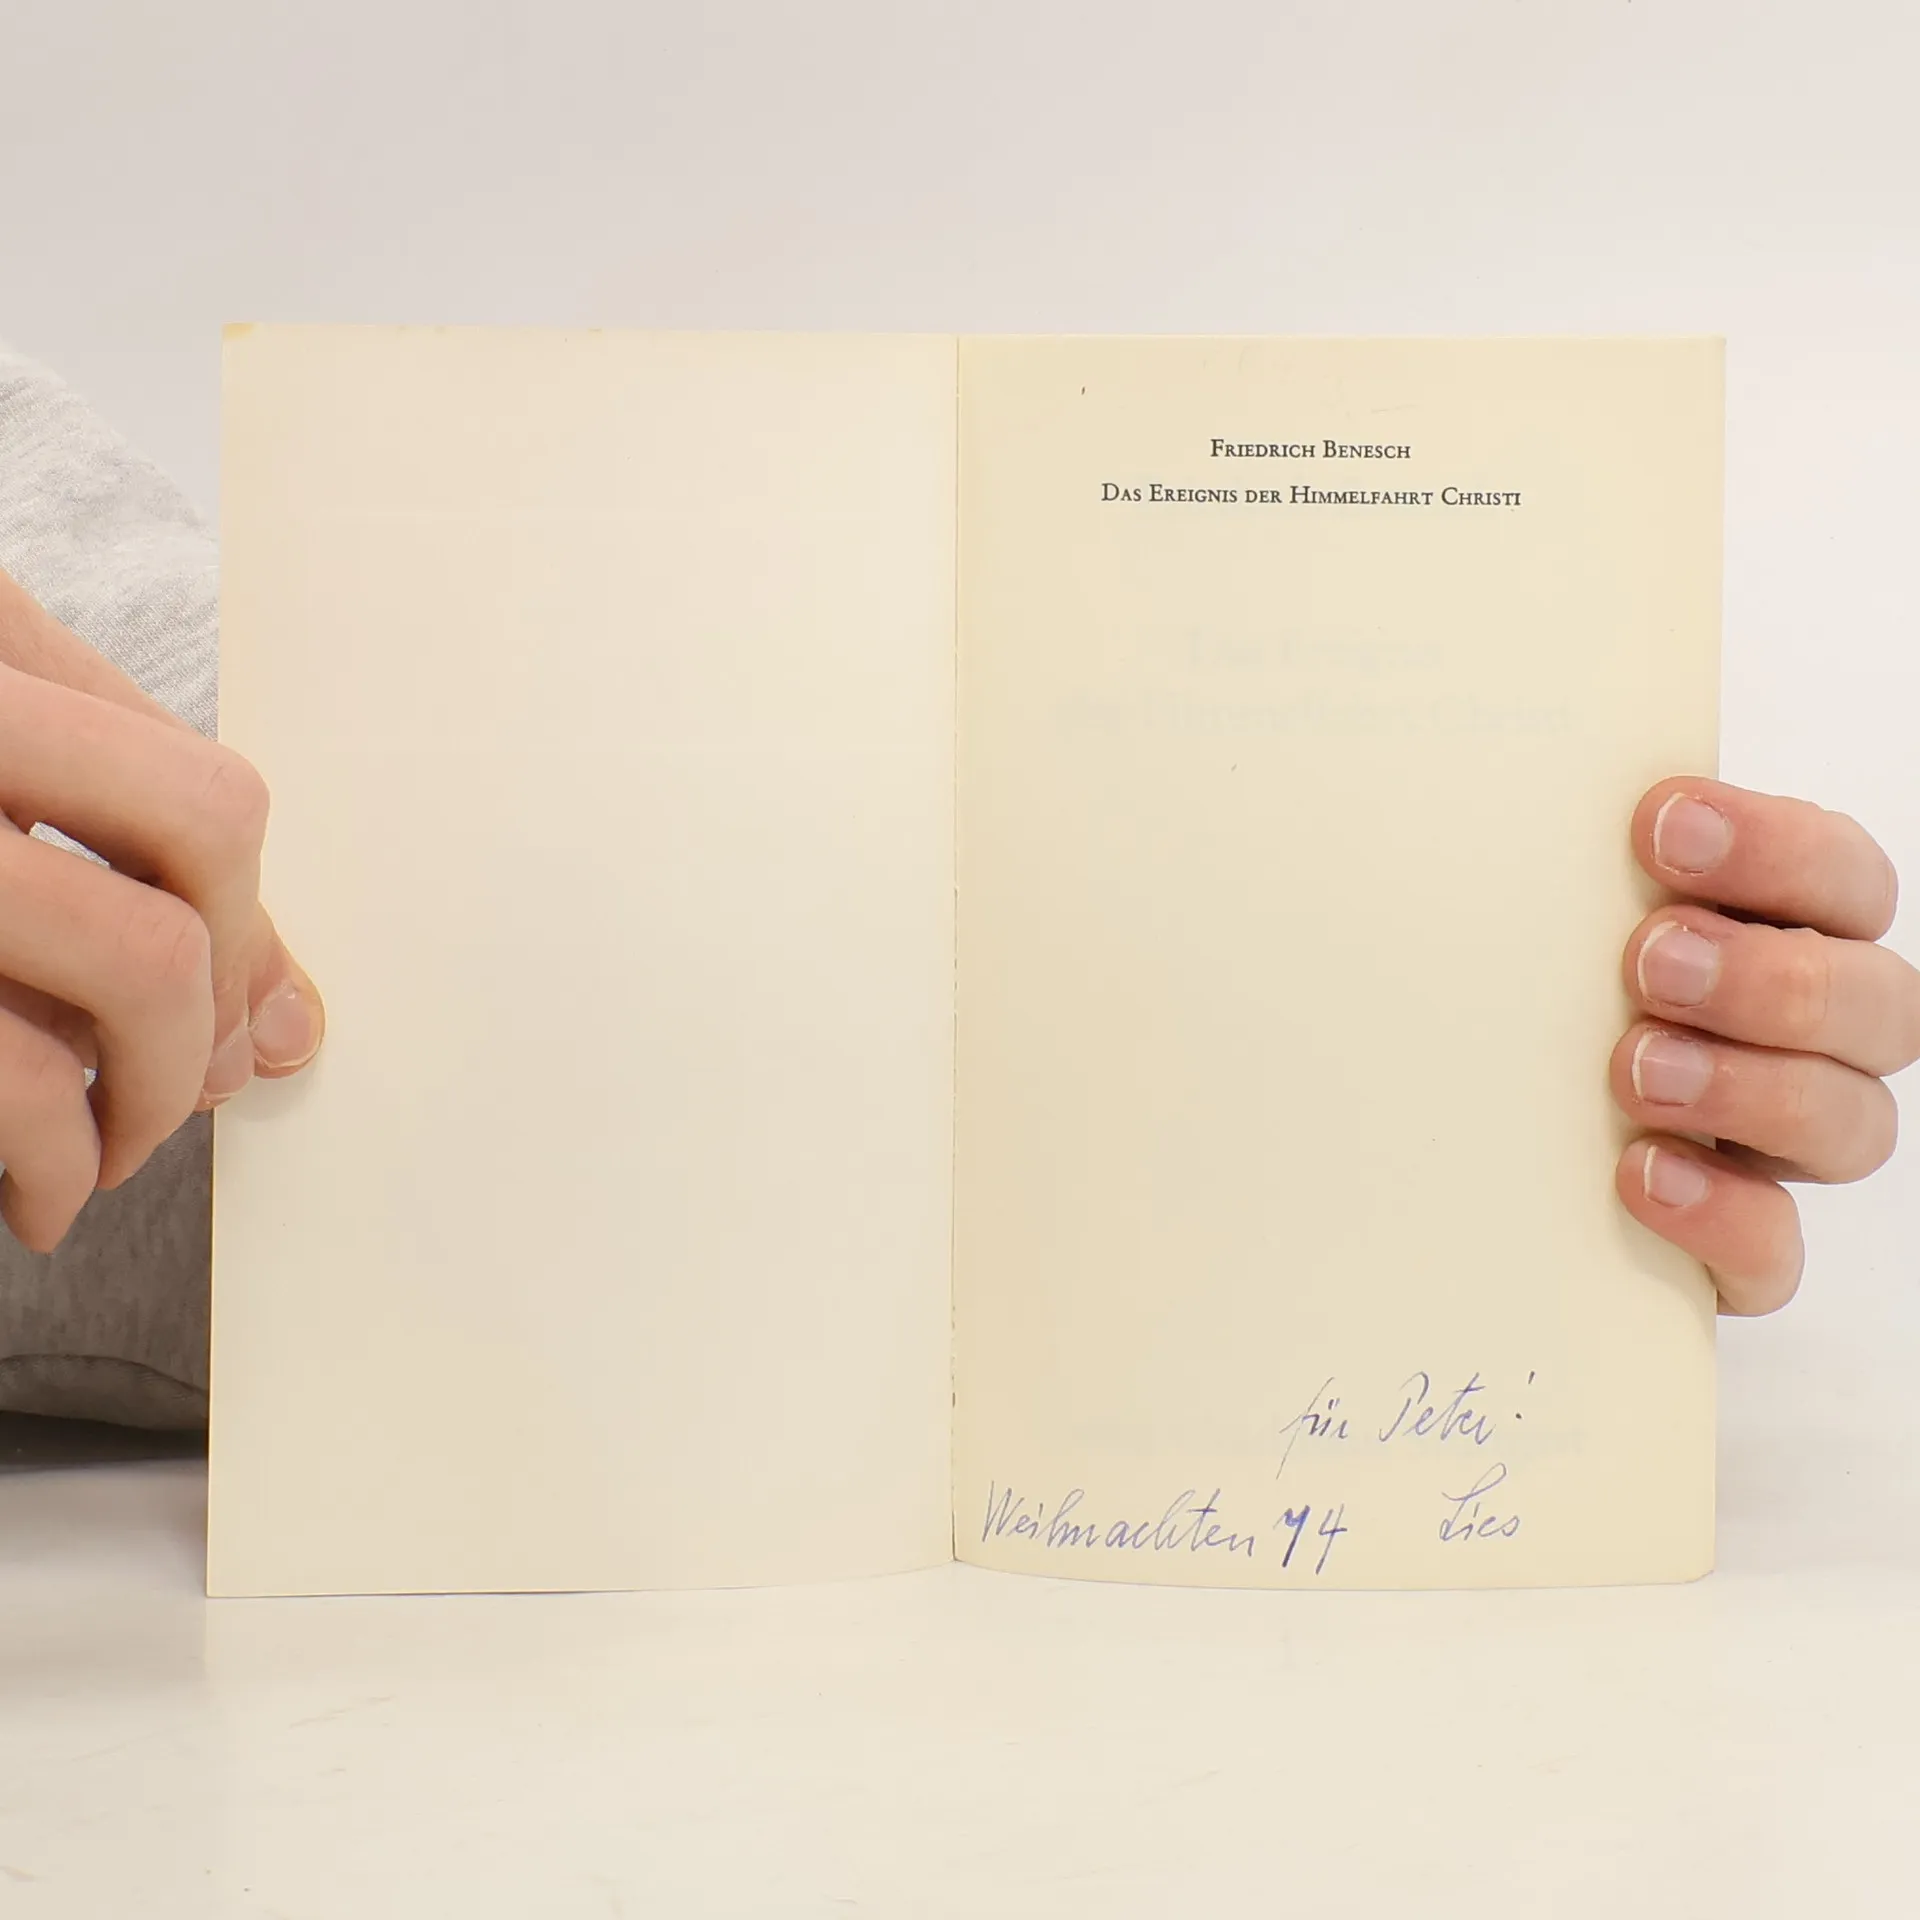 FRIEDRICH BENESCH
DAS EREIGNIS DER HIMMELFAHRT CHRISTI
für Peter!
Weihnachten 74 Lies